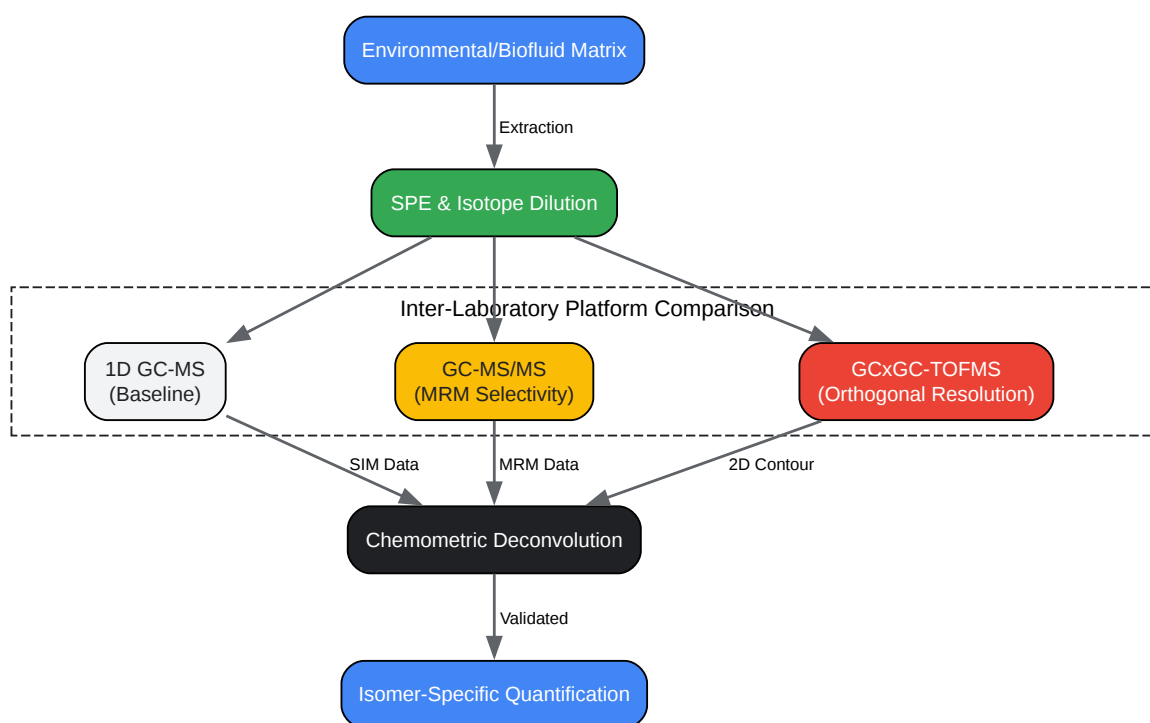 Environmental/Biofluid Matrix
Extraction
SPE & Isotope Dilution
Inter-Laboratory Platform Comparison
1D GC-MS
(Baseline)
GC-MS/MS
(MRM Selectivity)
GCxGC-TOFMS
(Orthogonal Resolution)
SIM Data
MRM Data
2D Contour
Chemometric Deconvolution
Validated
Isomer-Specific Quantification